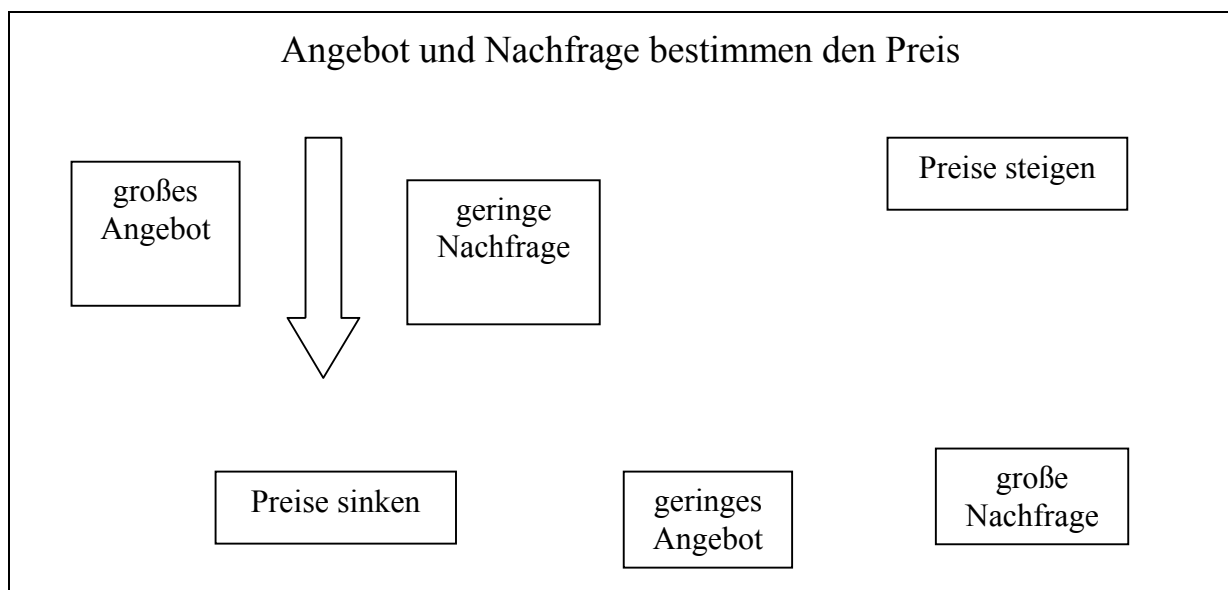 Angebot und Nachfrage bestimmen den Preis
großes
Angebot
geringe
Nachfrage
Preise steigen
Preise sinken
geringes
Angebot
große
Nachfrage